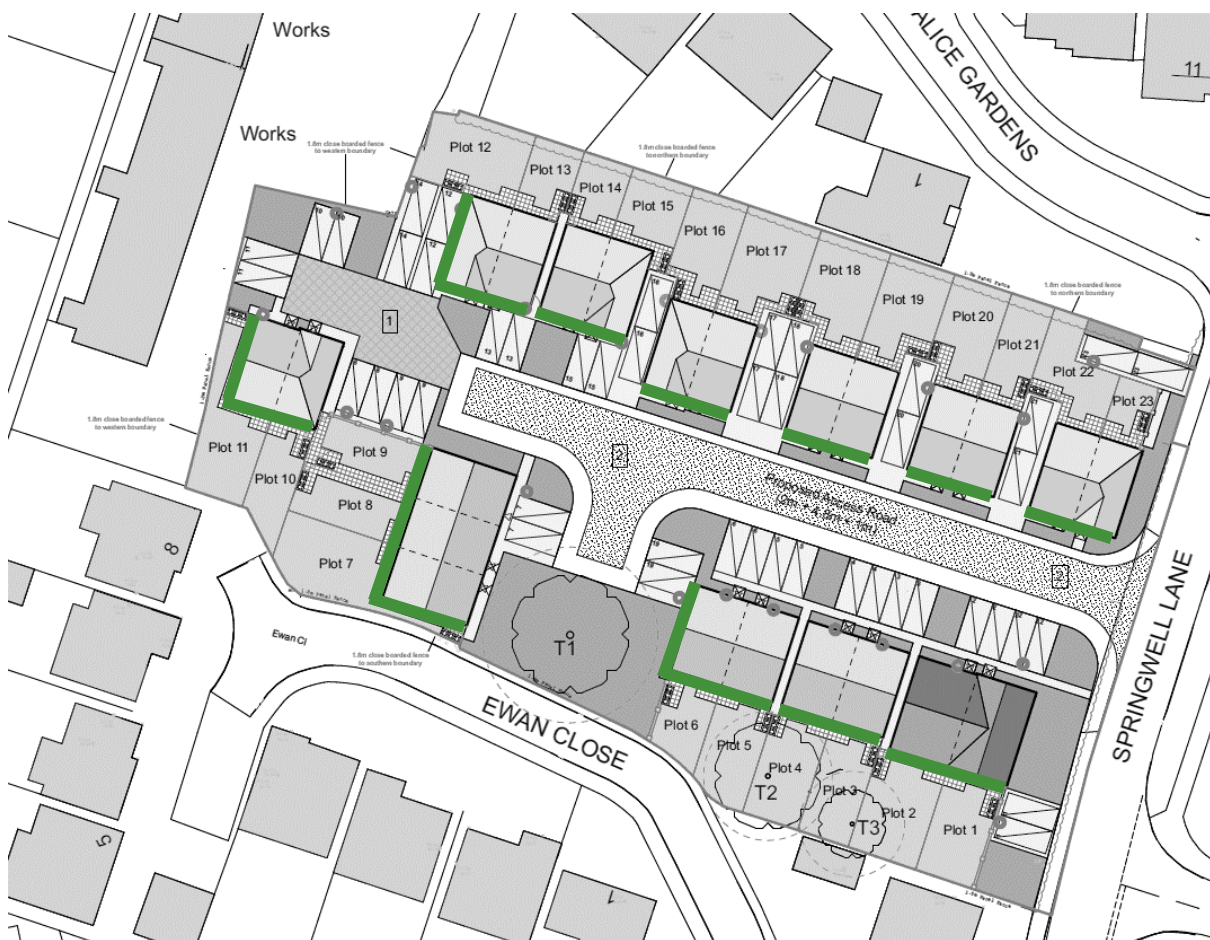 Works
ALICE GARDENS
11
Works
1.8m close boarded fence
to western boundary
1.8m close boarded fence
to northern boundary
Plot 12
Plot 13
Plot 14
Plot 15
Plot 16
Plot 17
Plot 18
Plot 19
Plot 20
Plot 21
Plot 22
Plot 23
1
1.8m close boarded fence
to northern boundary
1
2
Proposed Access Road
3
1.8m close boarded fence
to western boundary
Plot 11
Plot 10
Plot 9
Plot 8
Plot 7
8
Ewan Cl
1.8m close boarded fence
to southern boundary
T1
EWAN CLOSE
SPRINGWELL LANE
Plot 6
Plot 5
Plot 4
Plot 3
Plot 2
Plot 1
T2
T3
5
1